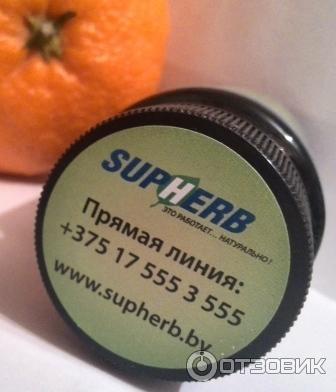 SUPHERB
ЭТО РАБОТАЕТ... НАТУРАЛЬНО!
Прямая линия:
+375 17 555 3 555
www.supherb.by
ОТЗОВИК